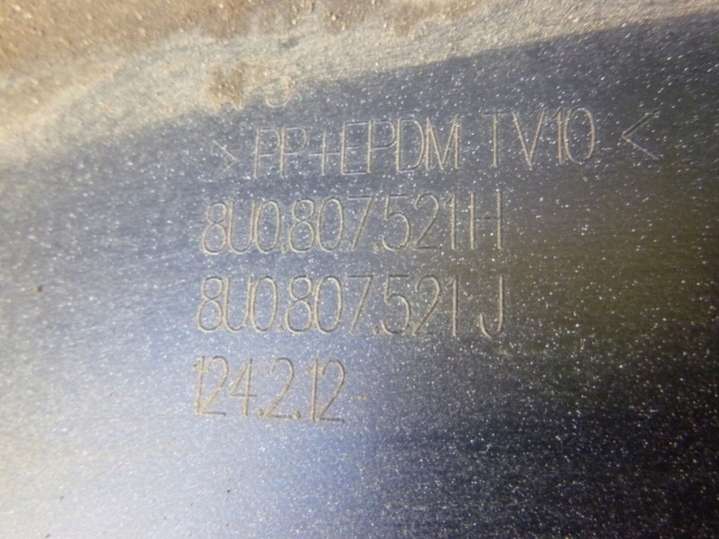 >PP+EPDM TV10<
8U0.807.521 H
8U0.807.521 J
124.2.12